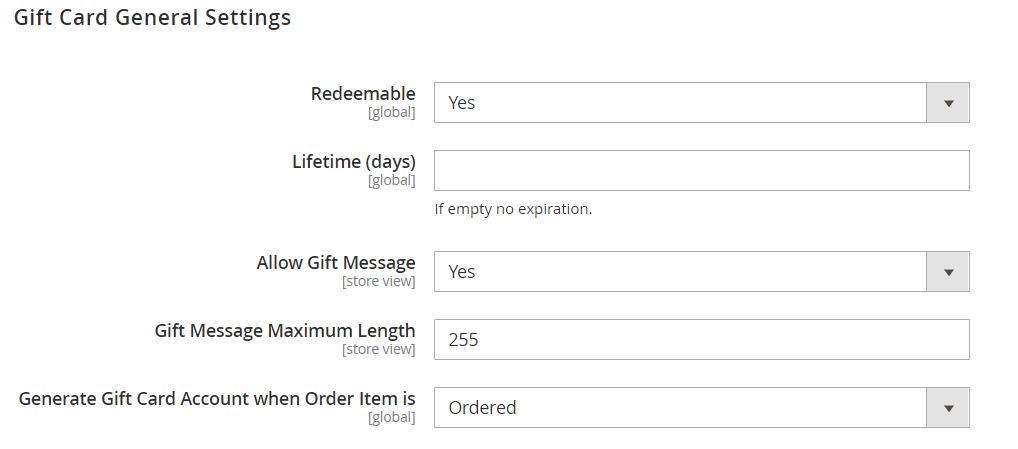 Gift Card General Settings
Redeemable
[global]
Yes
Lifetime (days)
[global]
If empty no expiration.
Allow Gift Message
[store view]
Yes
Gift Message Maximum Length
[store view]
255
Generate Gift Card Account when Order Item is
[global]
Ordered